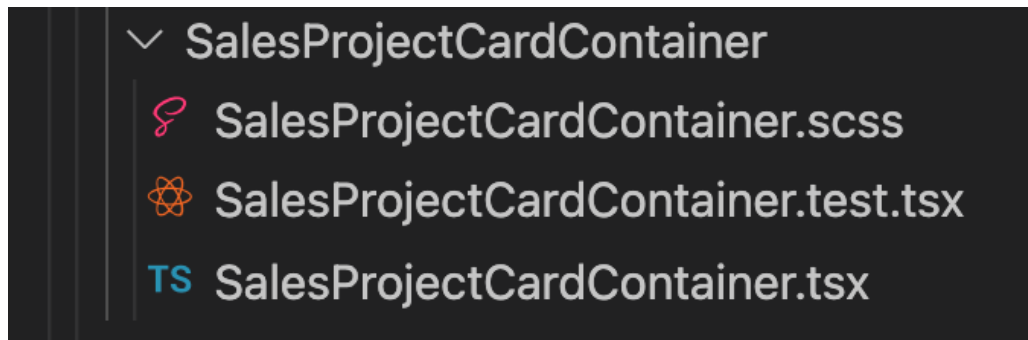 SalesProjectCardContainer
SalesProjectCardContainer.scss
SalesProjectCardContainer.test.tsx
TS SalesProjectCardContainer.tsx